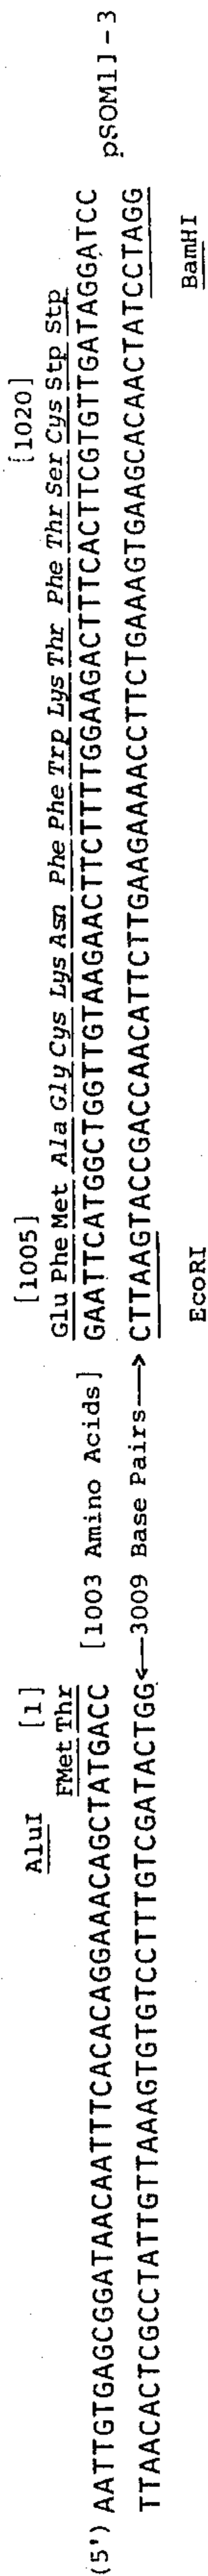 [1005] [1020]
AluI [1] Glu Phe Met Ala Gly Cys Lys Asn Phe Phe Trp Lys Thr Phe Thr Ser Cys Stp Stp
FMet Thr
(5') AATTGTGAGCGGATAACAATTTCACACAGGAAACAGCTATGACC [1003 Amino Acids] GAATTCATGGCTGGTTGTAAGAACTTCTTTTGGAAGACTTTCACTTCGTGTTGATAGGATCC pSOM11-3
TTAACACTCGCCTATTGTTAAAGTGTGTCCTTTGTCGATACTGG←—3009 Base Pairs—→CTTAAGTACCGACCAACATTCTTGAAGAAAACCTTCTGAAAGTGAAGCACAACTATCCTAGG
EcoRI BamHI